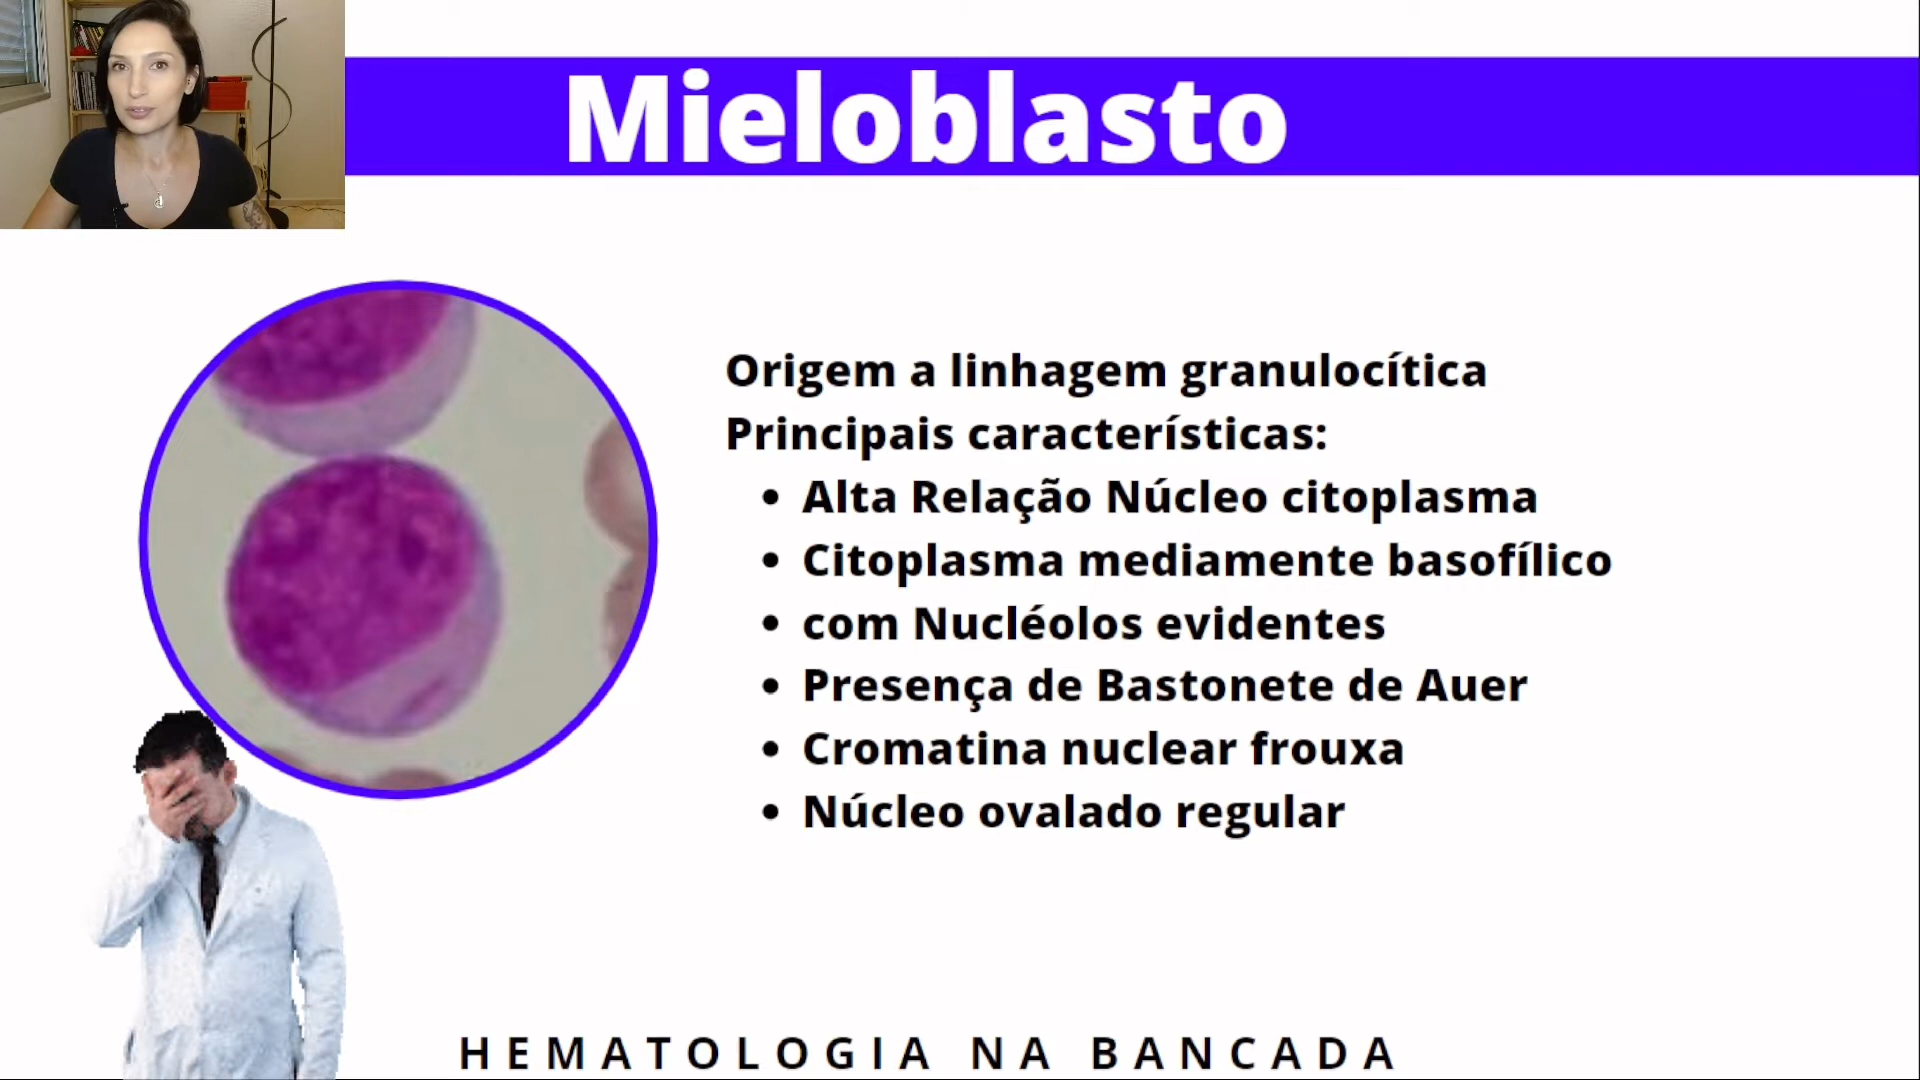 Mieloblasto
Origem a linhagem granulocítica
Principais características:
• Alta Relação Núcleo citoplasma
• Citoplasma mediamente basofílico
• com Nucléolos evidentes
• Presença de Bastonete de Auer
• Cromatina nuclear frouxa
• Núcleo ovalado regular
HEMATOLOGIA NA BANCADA